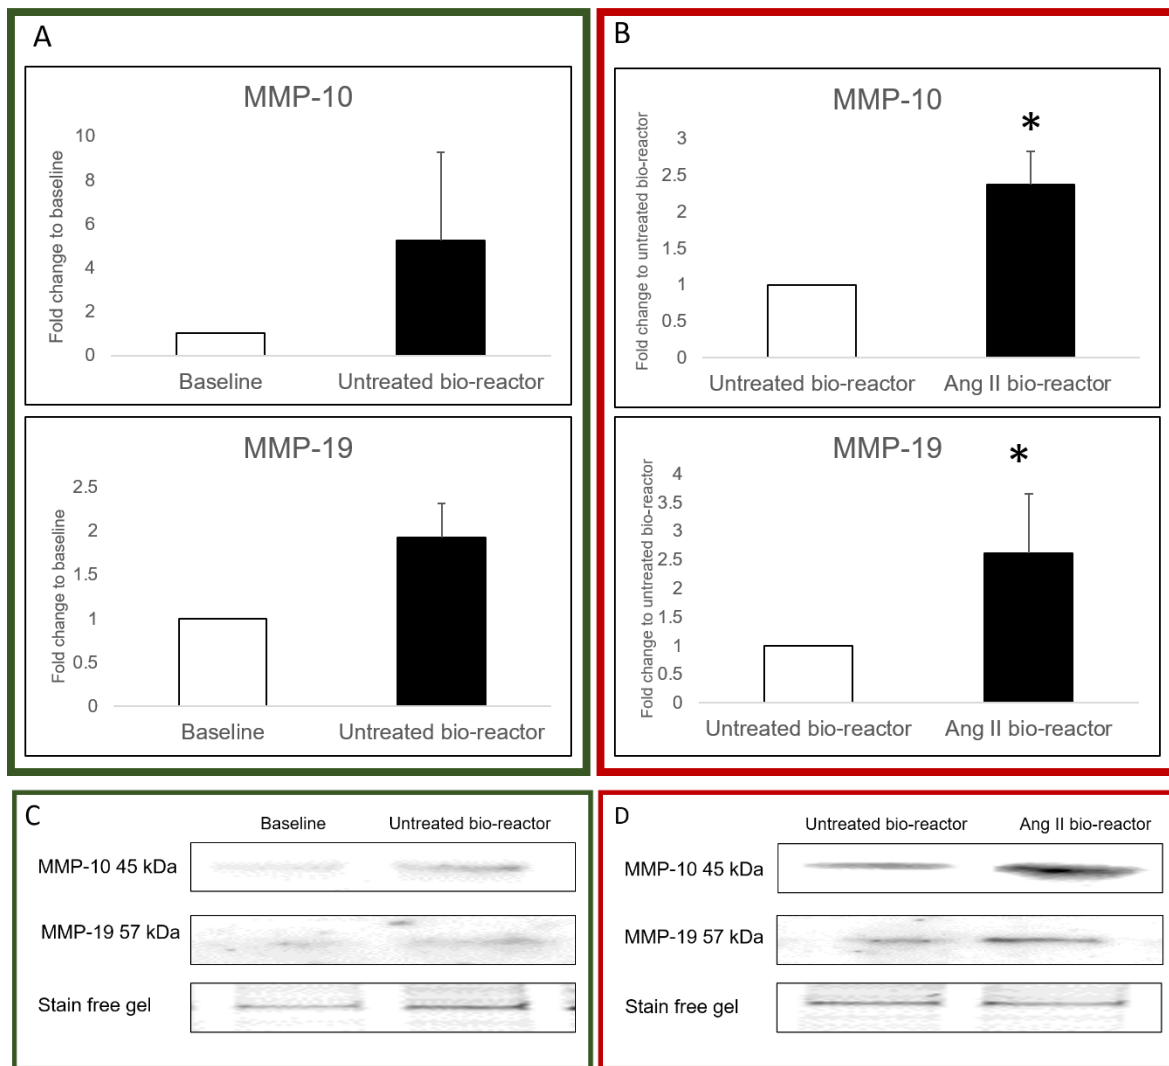 A
MMP-10
Fold change to baseline
10
8
6
4
2
0
Baseline Untreated bio-reactor
MMP-19
Fold change to baseline
2.5
2
1.5
1
0.5
0
Baseline Untreated bio-reactor
B
MMP-10
Fold change to untreated bio-reactor
3
2.5
2
1.5
1
0.5
0
*
Untreated bio-reactor Ang II bio-reactor
MMP-19
Fold change to untreated bio-reactor
4
3.5
3
2.5
2
1.5
1
0.5
0
*
Untreated bio-reactor Ang II bio-reactor
C
Baseline Untreated bio-reactor
MMP-10 45 kDa
MMP-19 57 kDa
Stain free gel
D
Untreated bio-reactor Ang II bio-reactor
MMP-10 45 kDa
MMP-19 57 kDa
Stain free gel